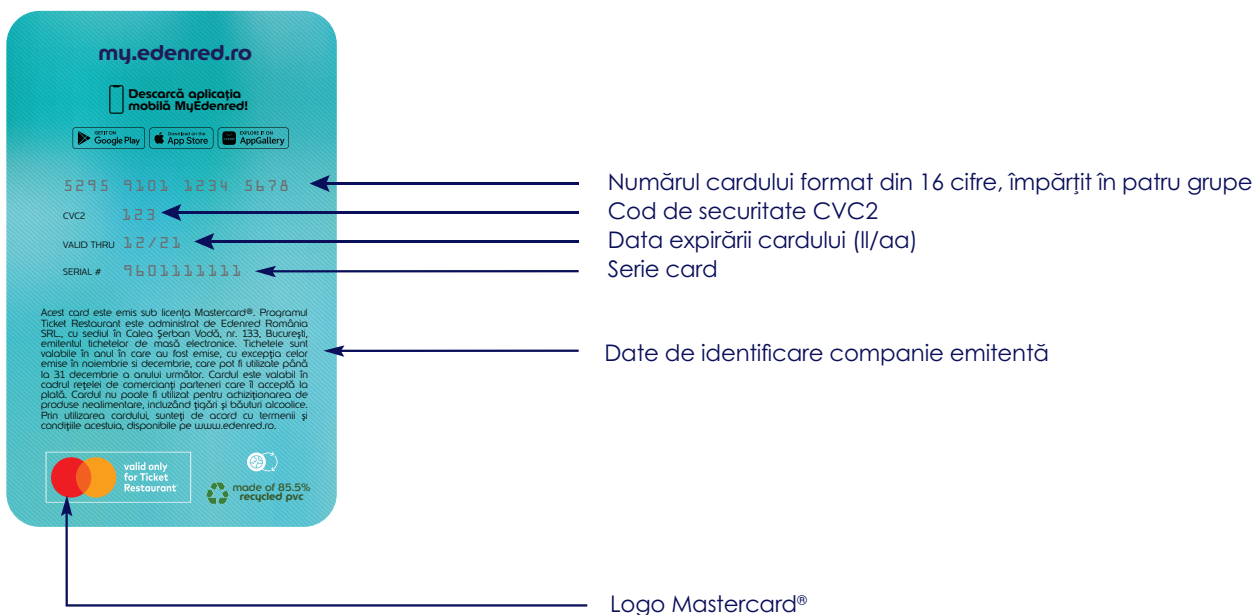 my.edenred.ro
Descarcă aplicația
mobilă MyEdenred!
GET IT ON
Google Play
Download on the
App Store
EXPLORE IT ON
AppGallery
5295 9101 1234 5678
Numărul cardului format din 16 cifre, împărțit în patru grupe
CVC2 123
Cod de securitate CVC2
VALID THRU 12/21
Data expirării cardului (ll/aa)
SERIAL # 9601111111
Serie card
Acest card este emis sub licența Mastercard®. Programul
Ticket Restaurant este administrat de Edenred România
SRL., cu sediul în Calea Șerban Vodă, nr. 133, București,
emitentul tichetelor de masă electronice. Tichetele sunt
valabile în anul în care au fost emise, cu excepția celor
emise în noiembrie si decembrie, care pot fi utilizate până
la 31 decembrie a anului următor. Cardul este valabil în
cadrul rețelei de comercianți parteneri care îl acceptă la
plată. Cardul nu poate fi utilizat pentru achiziționarea de
produse nealimentare, incluzând țigări și băuturi alcoolice.
Prin utilizarea cardului, sunteți de acord cu termenii și
condițiile acestuia, disponibile pe www.edenred.ro.
Date de identificare companie emitentă
valid only
for Ticket
Restaurant
made of 85.5%
recycled pvc
Logo Mastercard®